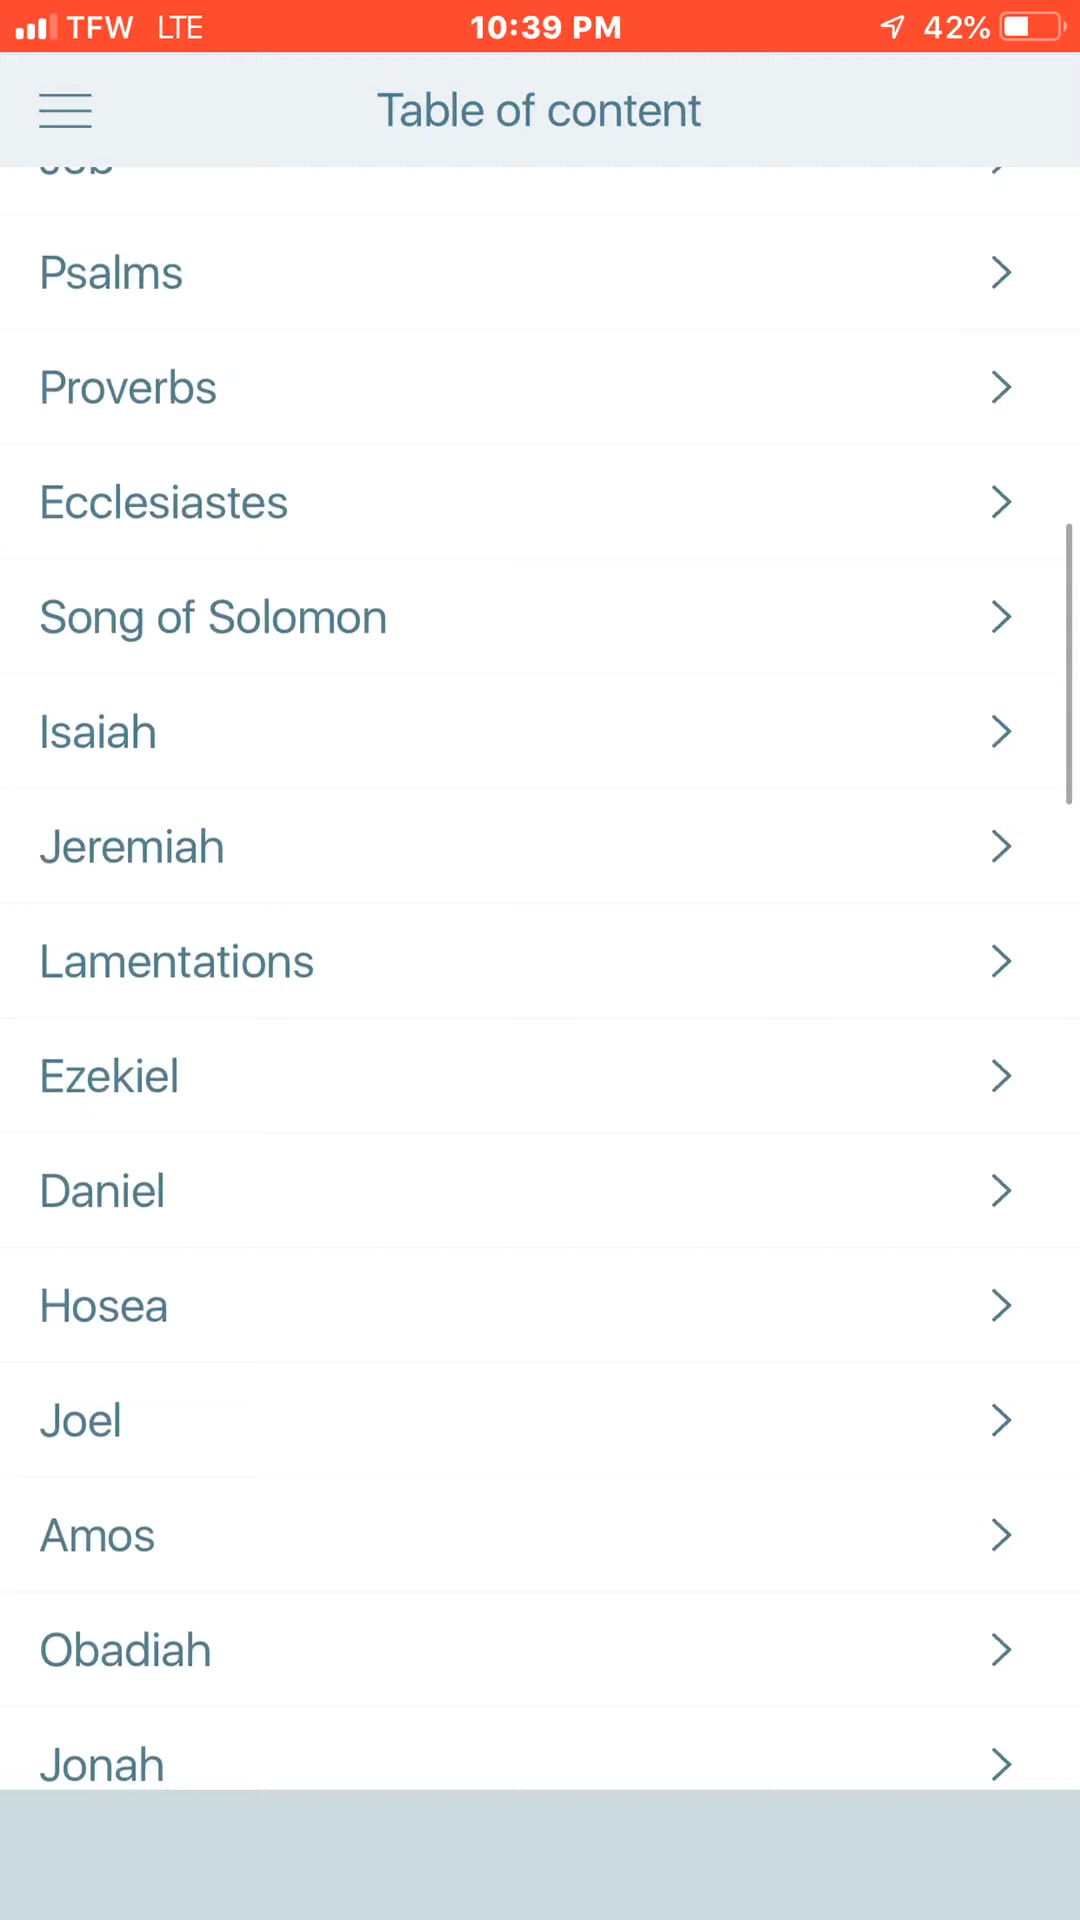 TFW LTE 10:39 PM 42%
Table of content
Job
Psalms
Proverbs
Ecclesiastes
Song of Solomon
Isaiah
Jeremiah
Lamentations
Ezekiel
Daniel
Hosea
Joel
Amos
Obadiah
Jonah